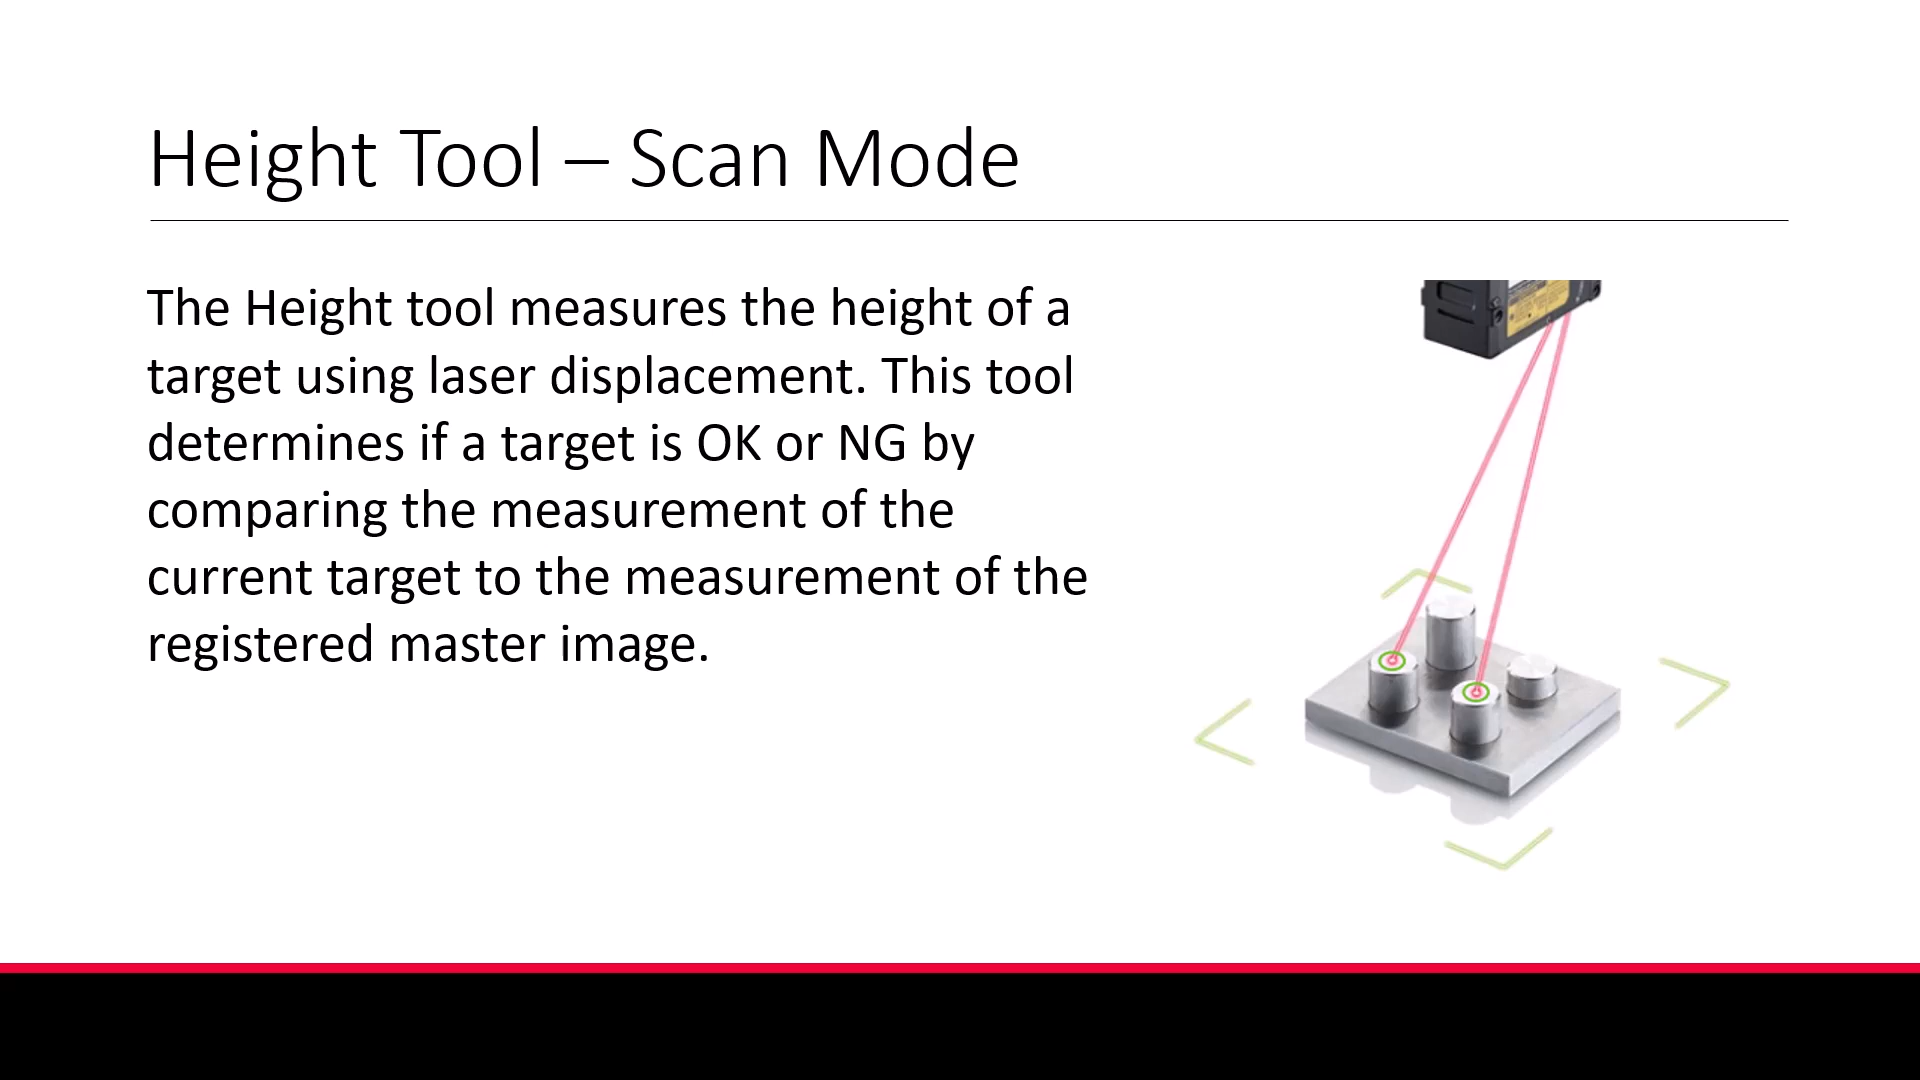 Height Tool – Scan Mode
The Height tool measures the height of a
target using laser displacement. This tool
determines if a target is OK or NG by
comparing the measurement of the
current target to the measurement of the
registered master image.